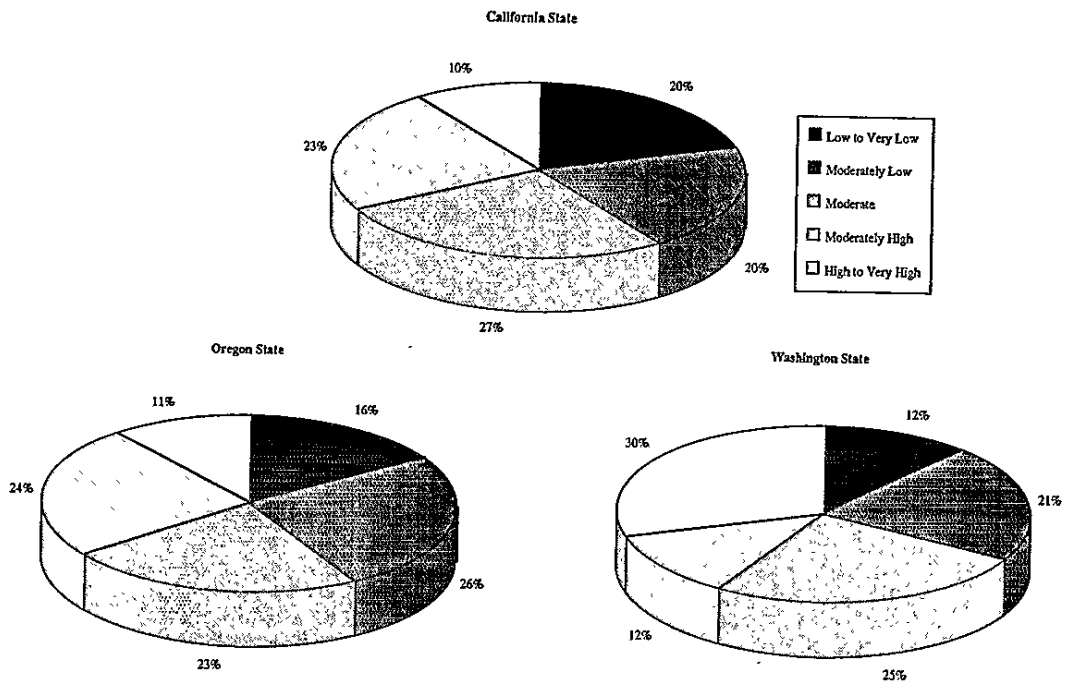 California State
10%
20%
23%
20%
27%
Low to Very Low
Moderately Low
Moderate
Moderately High
High to Very High
Oregon State
11%
16%
24%
26%
23%
Washington State
12%
30%
21%
12%
25%